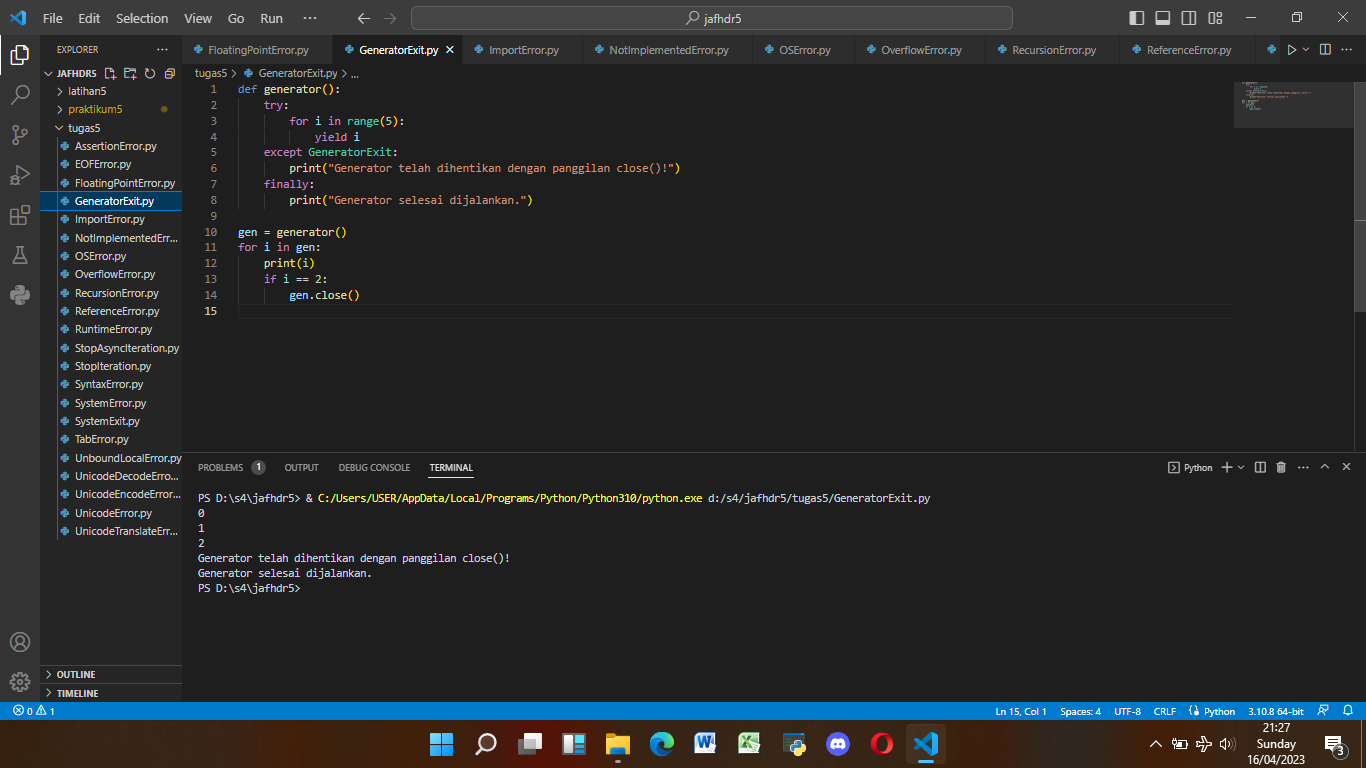 File Edit Selection View Go Run ··· jafhdr5
EXPLORER ···
FloatingPointError.py GeneratorExit.py ImportError.py NotImplementedError.py OSError.py OverflowError.py RecursionError.py ReferenceError.py
JAFHDR5
latihan5
praktikum5
tugas5
AssertionError.py
EOFError.py
FloatingPointError.py
GeneratorExit.py
ImportError.py
NotImplementedErr...
OSError.py
OverflowError.py
RecursionError.py
ReferenceError.py
RuntimeError.py
StopAsyncIteration.py
StopIteration.py
SyntaxError.py
SystemError.py
SystemExit.py
TabError.py
UnboundLocalError.py
UnicodeDecodeErro...
UnicodeEncodeError...
UnicodeError.py
UnicodeTranslateErr...
OUTLINE
TIMELINE
tugas5 > GeneratorExit.py > ...
1 def generator():
2     try:
3         for i in range(5):
4             yield i
5     except GeneratorExit:
6         print("Generator telah dihentikan dengan panggilan close()!")
7     finally:
8         print("Generator selesai dijalankan.")
9
10 gen = generator()
11 for i in gen:
12     print(i)
13     if i == 2:
14         gen.close()
15
PROBLEMS 1 OUTPUT DEBUG CONSOLE TERMINAL Python
PS D:\s4\jafhdr5> & C:/Users/USER/AppData/Local/Programs/Python/Python310/python.exe d:/s4/jafhdr5/tugas5/GeneratorExit.py
0
1
2
Generator telah dihentikan dengan panggilan close()!
Generator selesai dijalankan.
PS D:\s4\jafhdr5>
0 1 Ln 15, Col 1 Spaces: 4 UTF-8 CRLF Python 3.10.8 64-bit
21:27
Sunday
16/04/2023
3